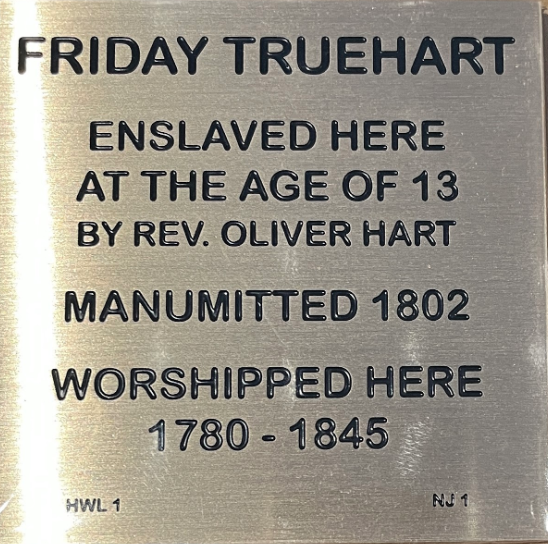 FRIDAY TRUEHART
ENSLAVED HERE
AT THE AGE OF 13
BY REV. OLIVER HART
MANUMITTED 1802
WORSHIPPED HERE
1780 - 1845
HWL 1 NJ 1